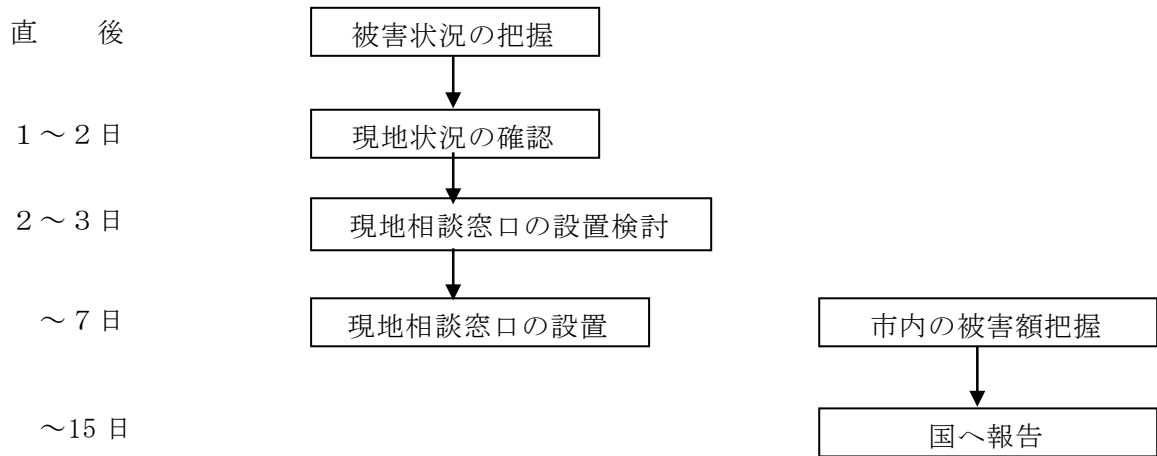 直　　後　被害状況の把握
１～２日　現地状況の確認
２～３日　現地相談窓口の設置検討
～７日　現地相談窓口の設置　市内の被害額把握
～15 日　国へ報告